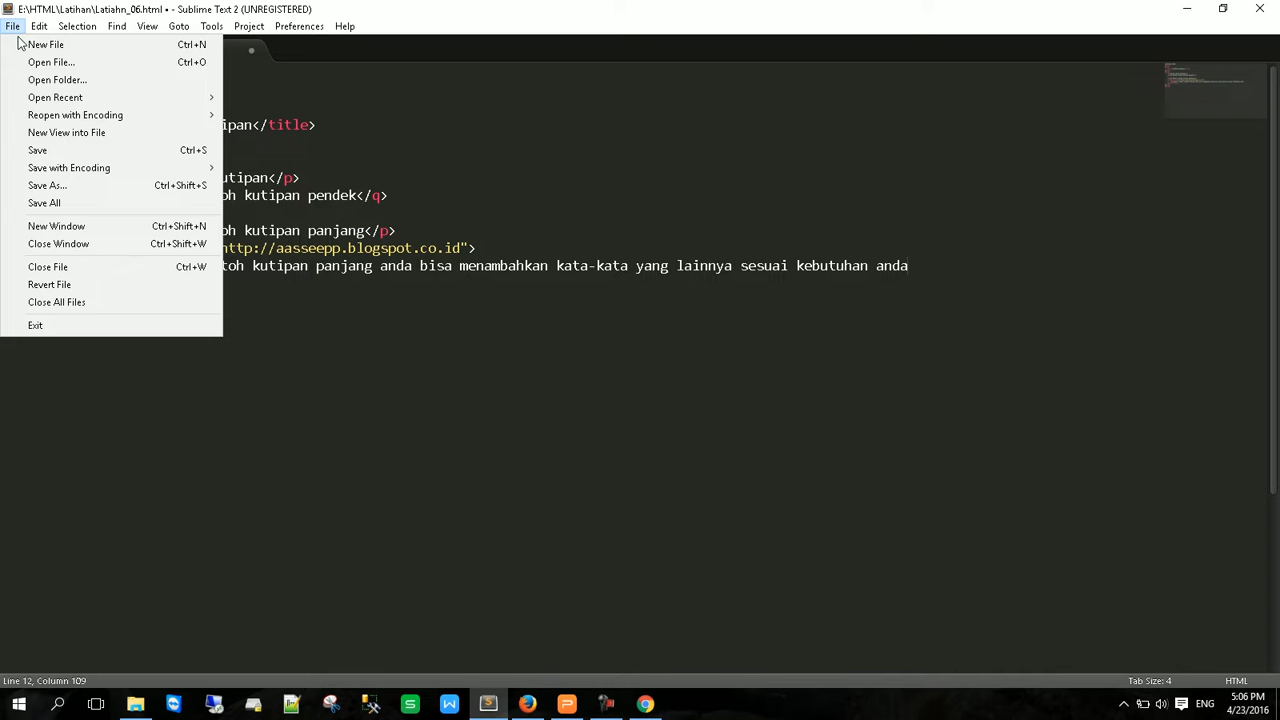 E:\HTML\Latihan\Latiahn_06.html • - Sublime Text 2 (UNREGISTERED)
File Edit Selection Find View Goto Tools Project Preferences Help
New File Ctrl+N
Open File... Ctrl+O
Open Folder...
Open Recent
Reopen with Encoding
New View into File
Save Ctrl+S
Save with Encoding
Save As... Ctrl+Shift+S
Save All
New Window Ctrl+Shift+N
Close Window Ctrl+Shift+W
Close File Ctrl+W
Revert File
Close All Files
Exit
ipan</title>
utipan</p>
oh kutipan pendek</q>
oh kutipan panjang</p>
http://aasseepp.blogspot.co.id">
toh kutipan panjang anda bisa menambahkan kata-kata yang lainnya sesuai kebutuhan anda
Line 12, Column 109 Tab Size: 4 HTML
ENG 5:06 PM
4/23/2016